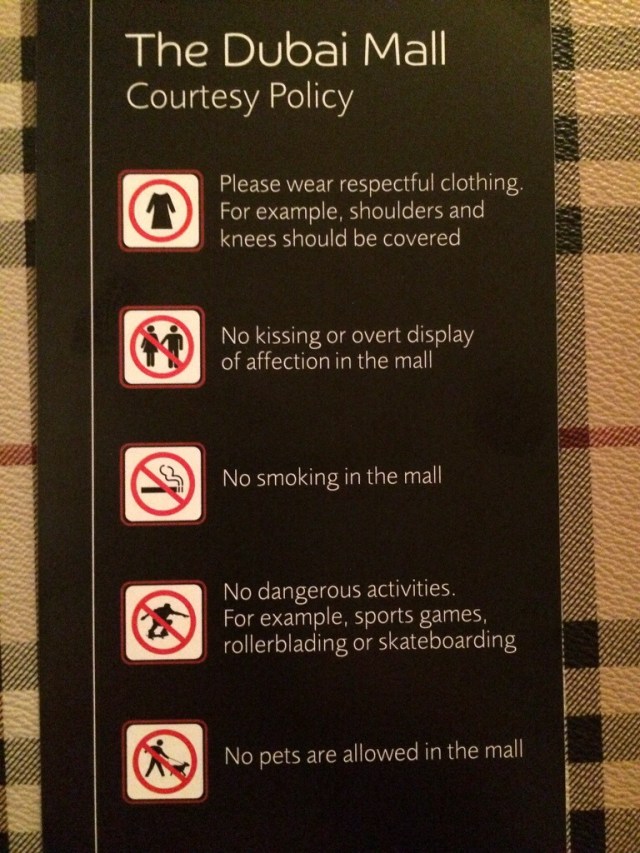 The Dubai Mall
Courtesy Policy
Please wear respectful clothing.
For example, shoulders and
knees should be covered
No kissing or overt display
of affection in the mall
No smoking in the mall
No dangerous activities.
For example, sports games,
rollerblading or skateboarding
No pets are allowed in the mall